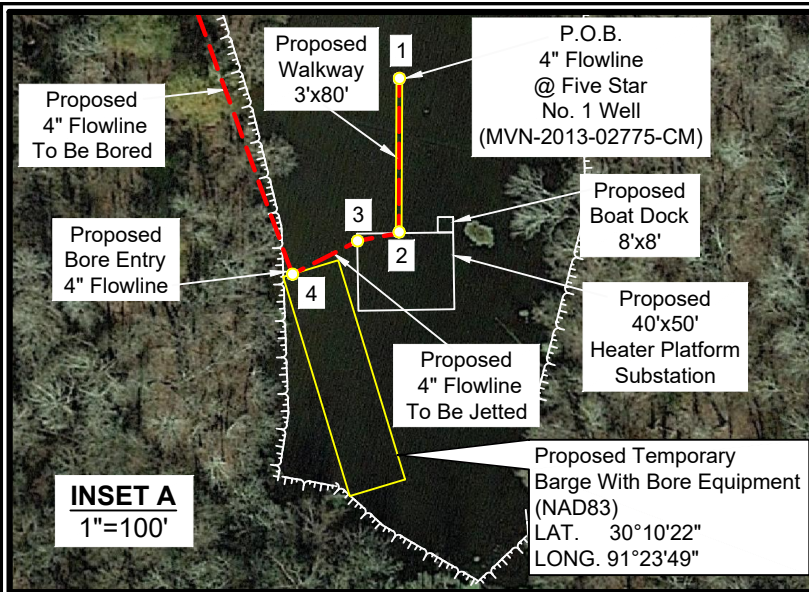 Proposed
Walkway
3'x80'
1
P.O.B.
4" Flowline
@ Five Star
No. 1 Well
(MVN-2013-02775-CM)
Proposed
4" Flowline
To Be Bored
Proposed
Boat Dock
8'x8'
3
2
Proposed
Bore Entry
4" Flowline
4
Proposed
40'x50'
Heater Platform
Substation
Proposed
4" Flowline
To Be Jetted
Proposed Temporary
Barge With Bore Equipment
(NAD83)
LAT. 30°10'22"
LONG. 91°23'49"
INSET A
1"=100'